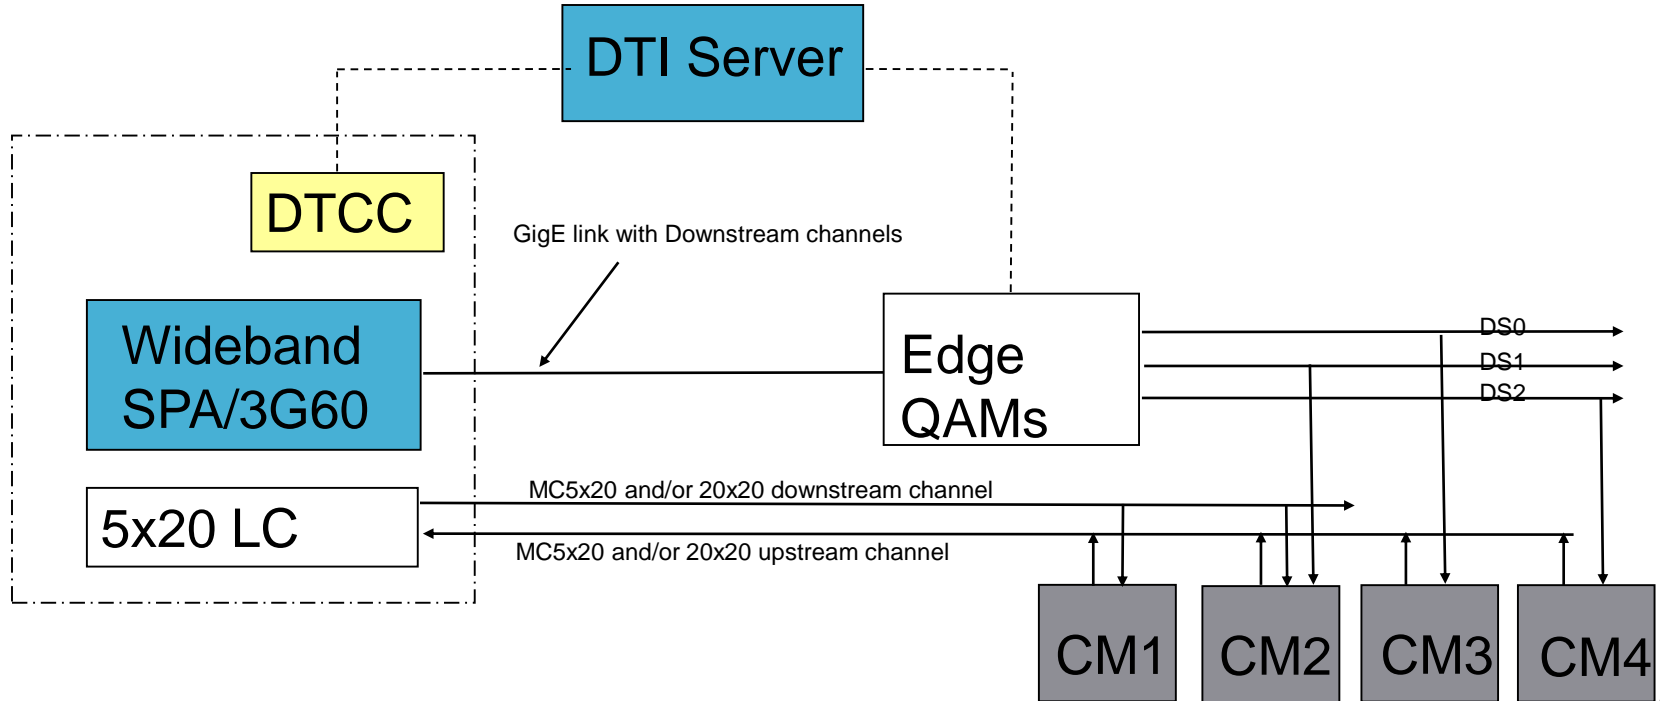 DTI Server
DTCC
GigE link with Downstream channels
Wideband
SPA/3G60
Edge
QAMs
DS0
DS1
DS2
MC5x20 and/or 20x20 downstream channel
5x20 LC
MC5x20 and/or 20x20 upstream channel
CM1
CM2
CM3
CM4